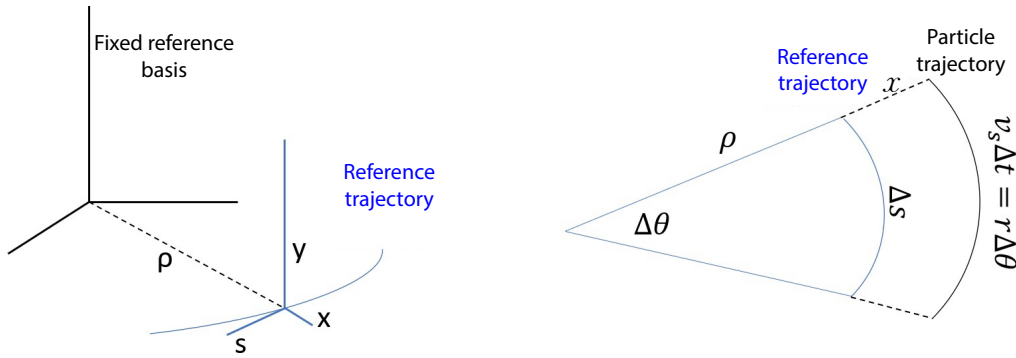 Fixed reference
basis
ρ
y
x
s
Reference
trajectory
Reference
trajectory
Particle
trajectory
x
ρ
Δθ
Δs
v_sΔt = rΔθ